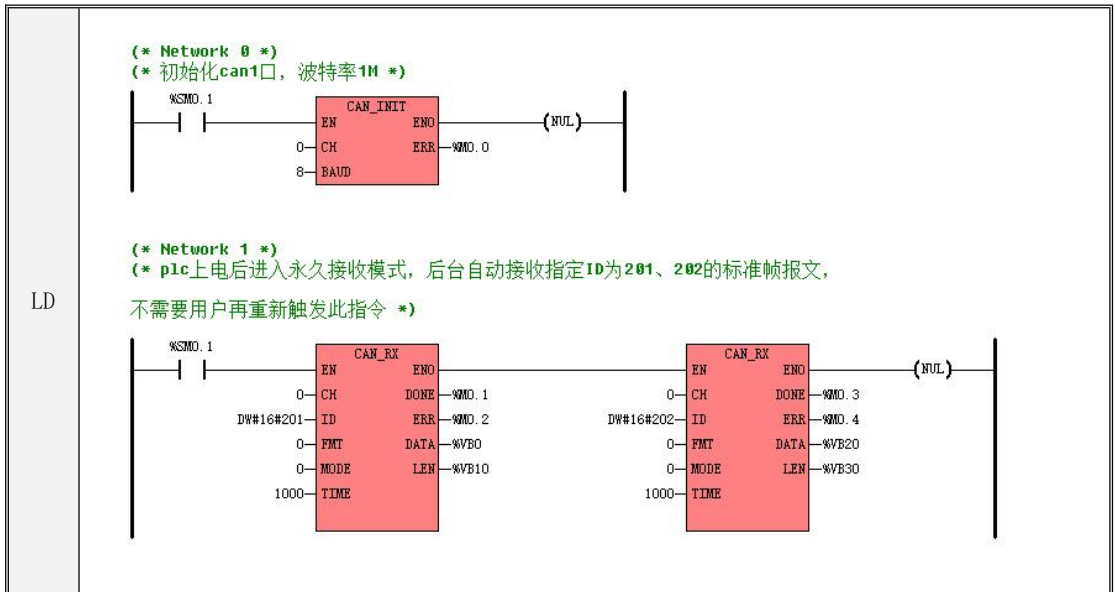 (* Network 0 *)
(* 初始化can1口，波特率1M *)
%SM0.1
CAN_INIT
EN ENO
(NUL)
0 CH ERR %M0.0
8 BAUD
(* Network 1 *)
(* plc上电后进入永久接收模式，后台自动接收指定ID为201、202的标准帧报文，
LD
不需要用户再重新触发此指令 *)
%SM0.1
CAN_RX CAN_RX
EN ENO EN ENO (NUL)
0 CH DONE %M0.1 0 CH DONE %M0.3
DW#16#201 ID ERR %M0.2 DW#16#202 ID ERR %M0.4
0 FMT DATA %VB0 0 FMT DATA %VB20
0 MODE LEN %VB10 0 MODE LEN %VB30
1000 TIME 1000 TIME